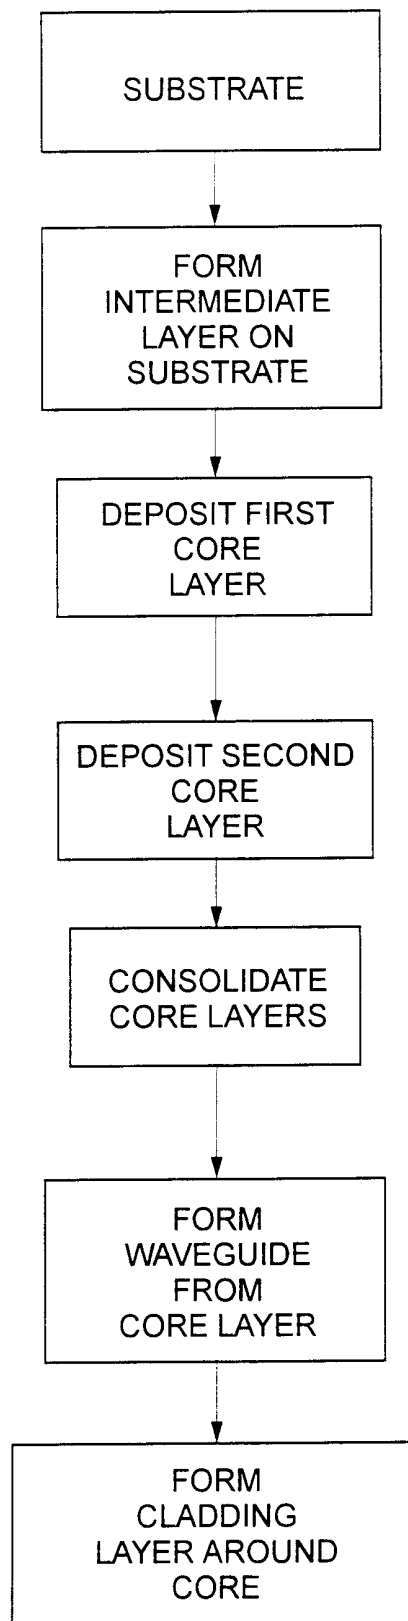 SUBSTRATE
FORM
INTERMEDIATE
LAYER ON
SUBSTRATE
DEPOSIT FIRST
CORE
LAYER
DEPOSIT SECOND
CORE
LAYER
CONSOLIDATE
CORE LAYERS
FORM
WAVEGUIDE
FROM
CORE LAYER
FORM
CLADDING
LAYER AROUND
CORE